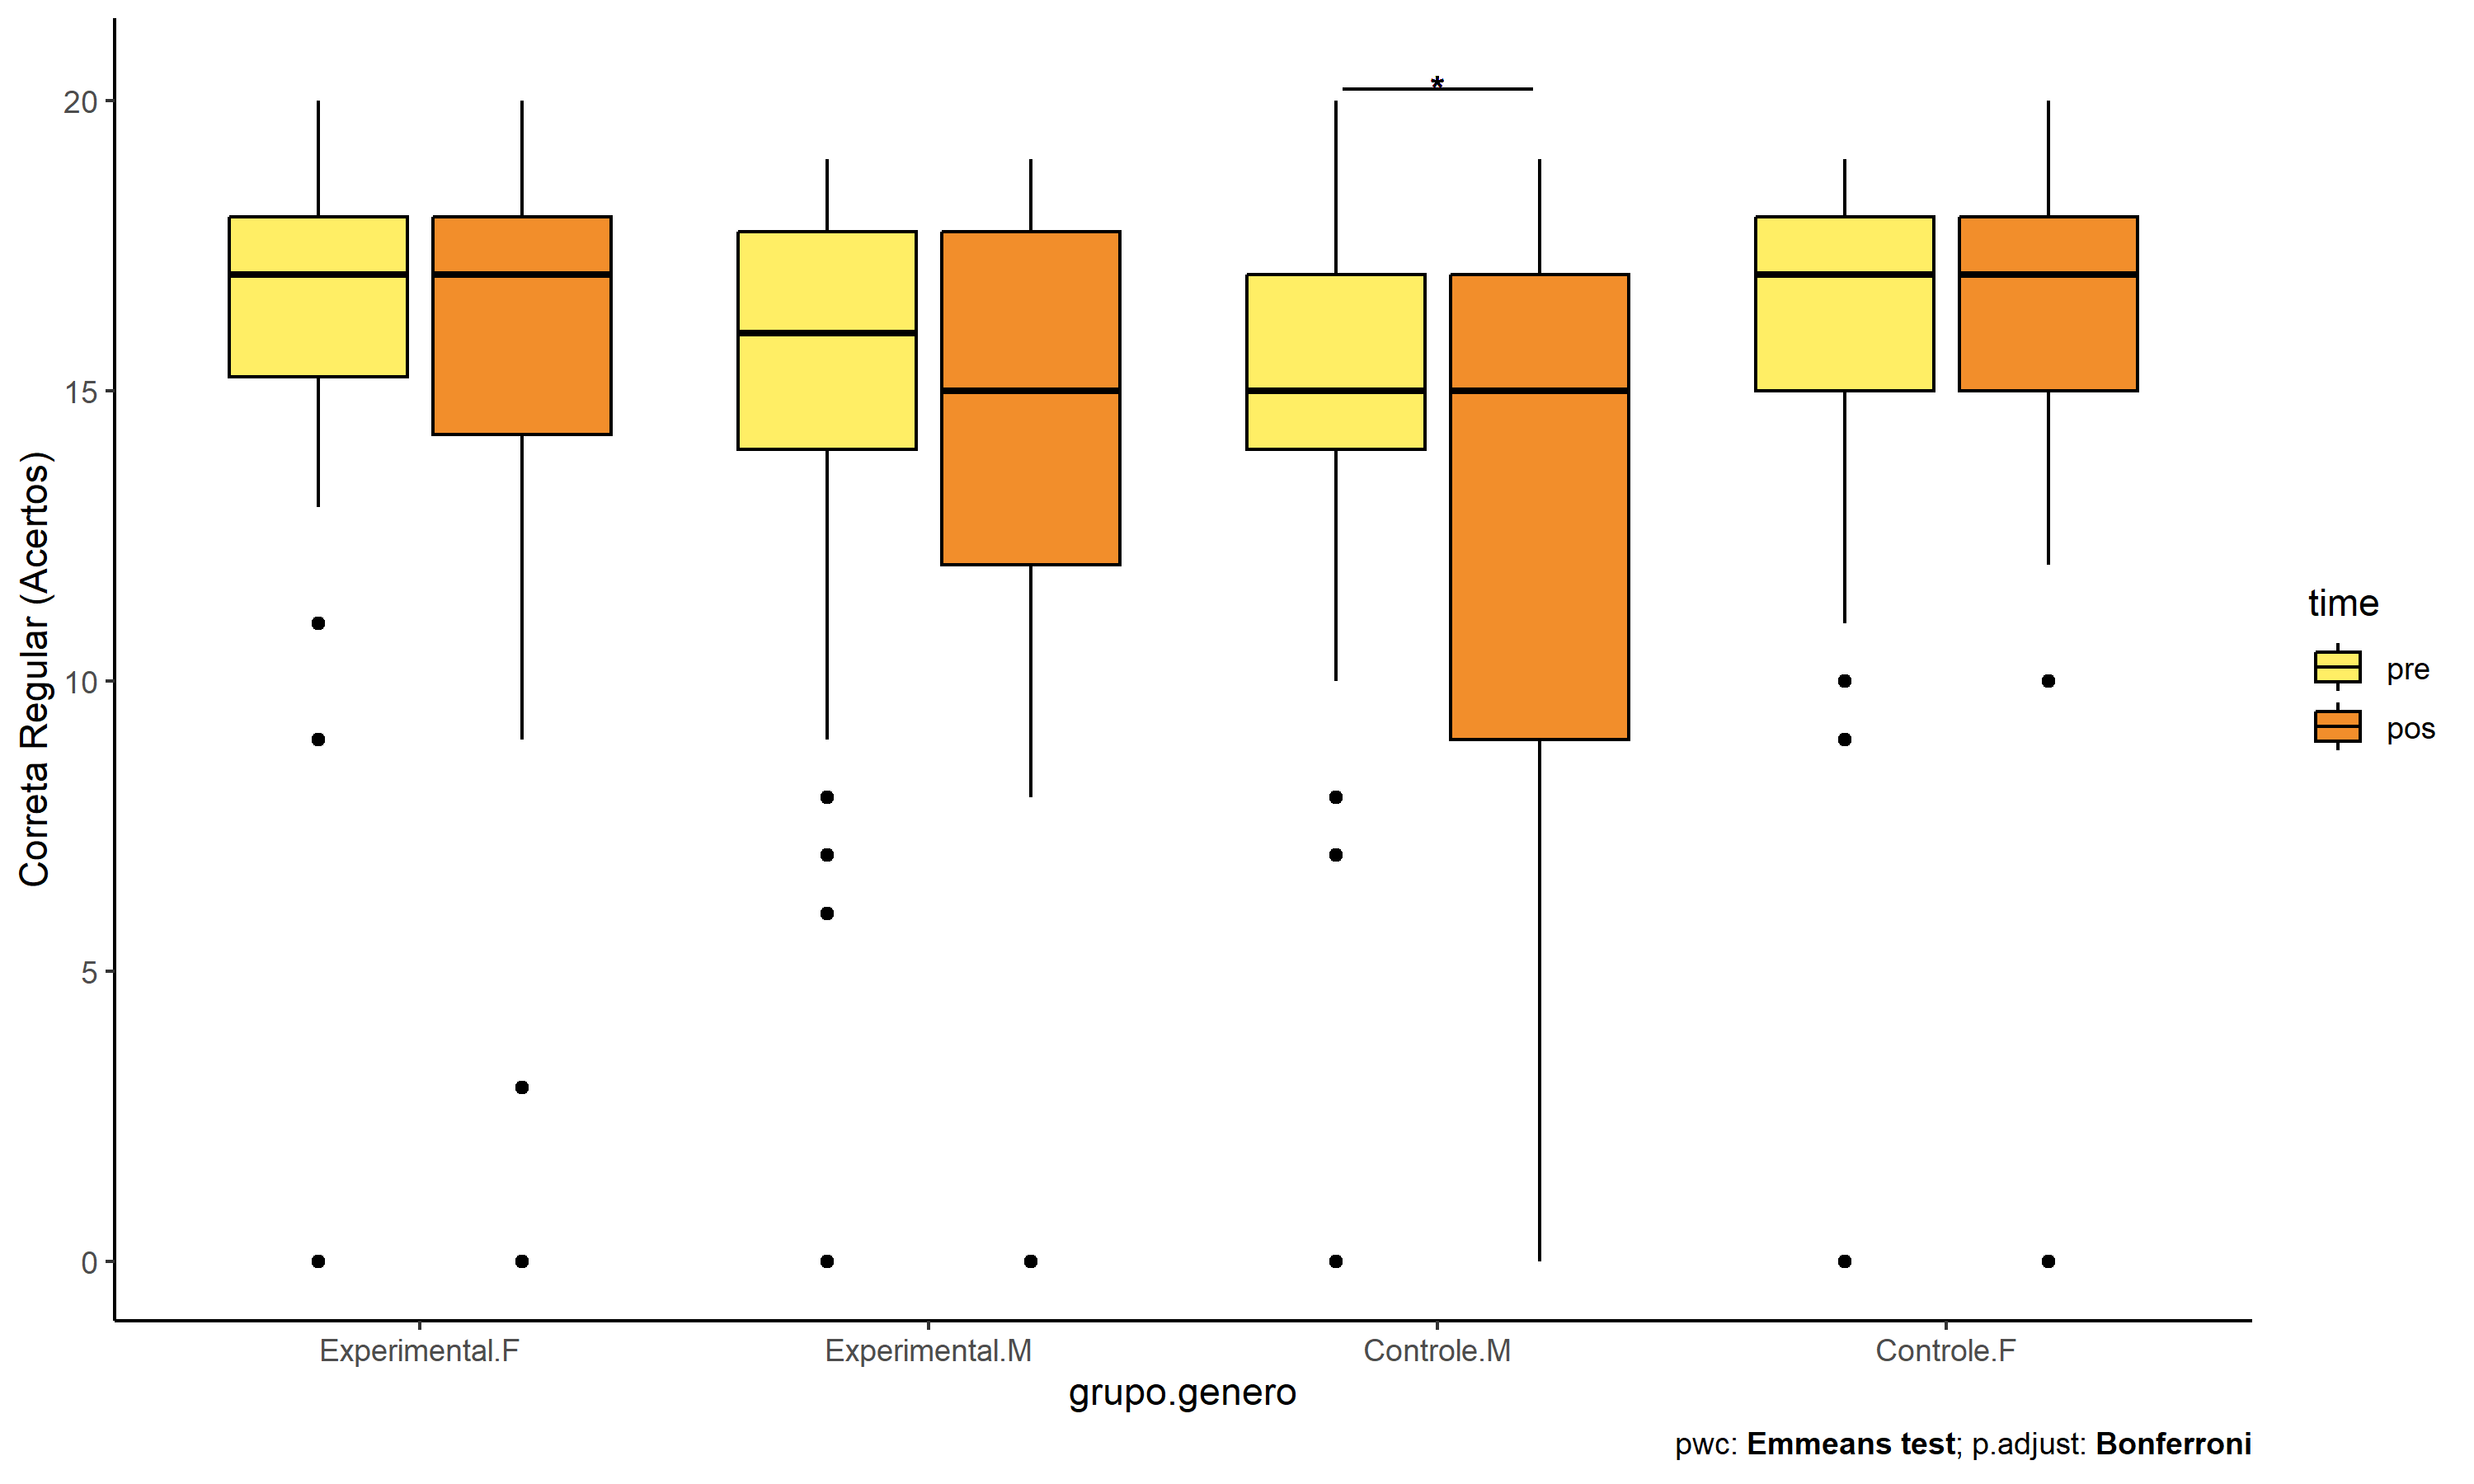 Correta Regular (Acertos)
20
15
10
5
0
*
Experimental.F
Experimental.M
Controle.M
Controle.F
grupo.genero
time
pre
pos
pwc: Emmeans test; p.adjust: Bonferroni